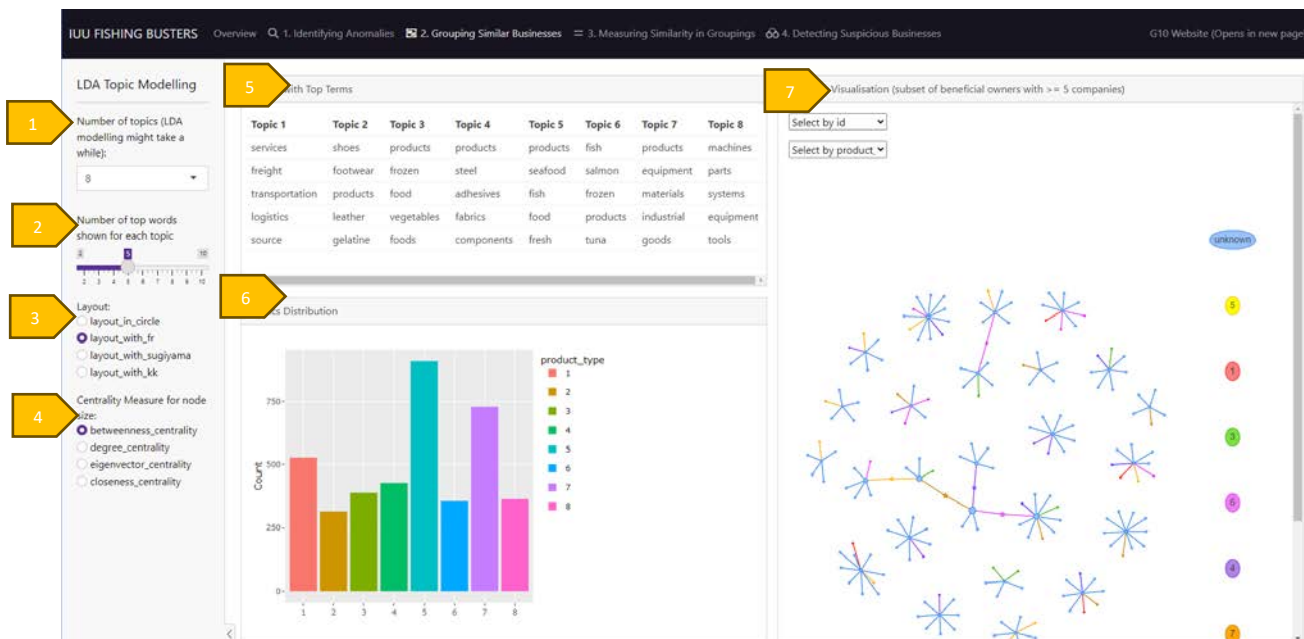 IUU FISHING BUSTERS Overview 1. Identifying Anomalies 2. Grouping Similar Businesses 3. Measuring Similarity in Groupings 4. Detecting Suspicious Businesses G10 Website (Opens in new page
LDA Topic Modelling
1
Number of topics (LDA
modelling might take a
while):
8
2
Number of top words
shown for each topic
2 5 10
2 3 4 5 6 7 8 9 10
3
Layout:
layout_in_circle
layout_with_fr
layout_with_sugiyama
layout_with_kk
4
Centrality Measure for node
size:
betweenness_centrality
degree_centrality
eigenvector_centrality
closeness_centrality
5
with Top Terms
Topic 1 Topic 2 Topic 3 Topic 4 Topic 5 Topic 6 Topic 7 Topic 8
services shoes products products products fish products machines
freight footwear frozen steel seafood salmon equipment parts
transportation products food adhesives fish frozen materials systems
logistics leather vegetables fabrics food products industrial equipment
source gelatine foods components fresh tuna goods tools
6
Distribution
product_type
1
2
3
4
5
6
7
8
Count
750
500
250
0
1 2 3 4 5 6 7 8
7
Visualisation (subset of beneficial owners with >= 5 companies)
Select by id
Select by product_
unknown
5
1
3
6
4
7